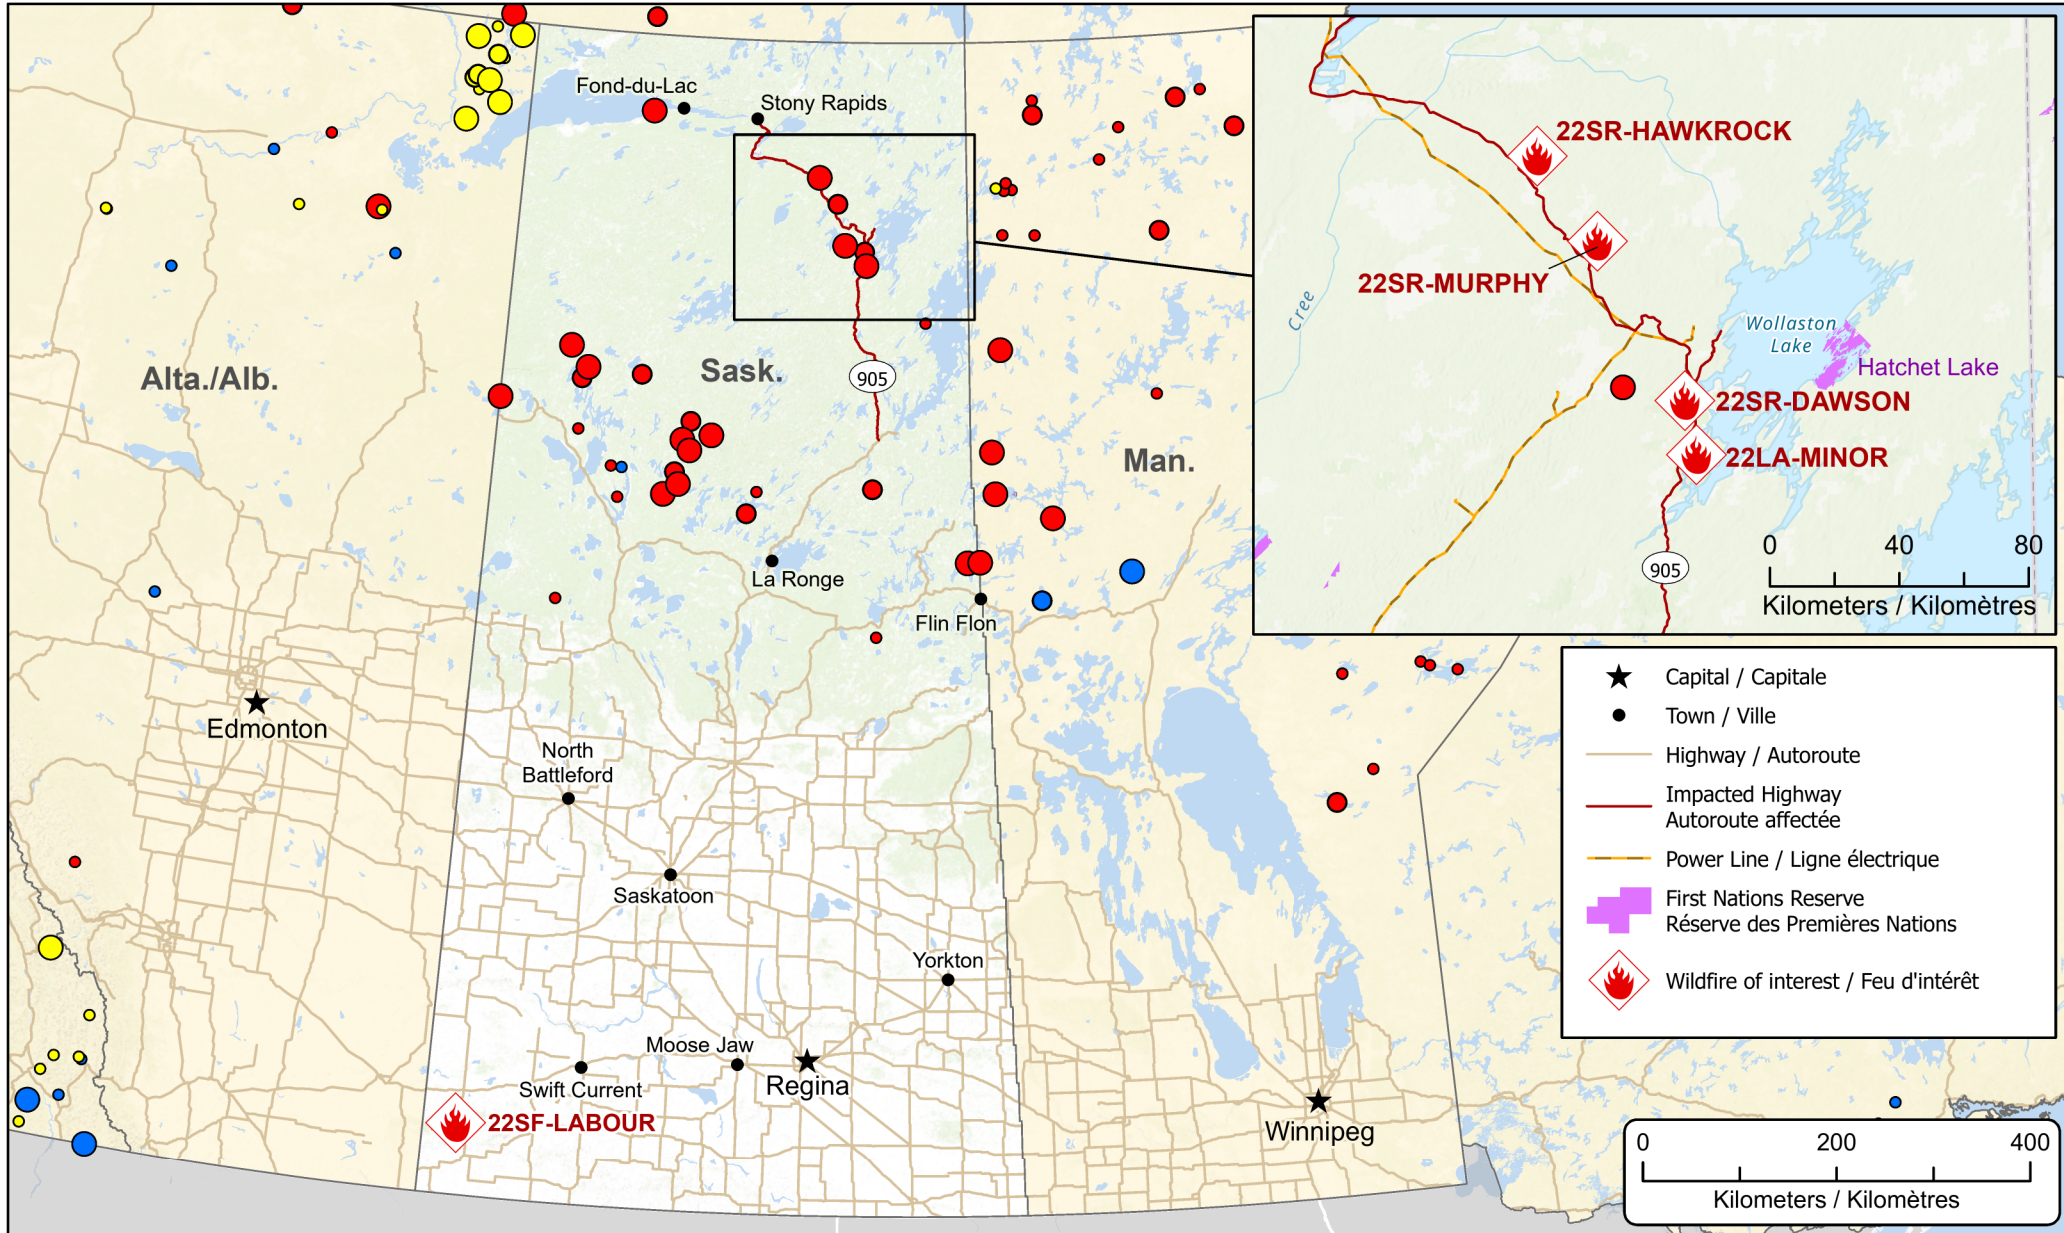 Fond-du-Lac
Stony Rapids
Alta./Alb.
Sask.
905
Man.
La Ronge
Flin Flon
Edmonton
North
Battleford
Saskatoon
Yorkton
Moose Jaw
Regina
Swift Current
22SF-LABOUR
Winnipeg
22SR-HAWKROCK
22SR-MURPHY
Cree
Wollaston
Lake
Hatchet Lake
22SR-DAWSON
22LA-MINOR
905
0 40 80
Kilometers / Kilomètres
Capital / Capitale
Town / Ville
Highway / Autoroute
Impacted Highway
Autoroute affectée
Power Line / Ligne électrique
First Nations Reserve
Réserve des Premières Nations
Wildfire of interest / Feu d'intérêt
0 200 400
Kilometers / Kilomètres